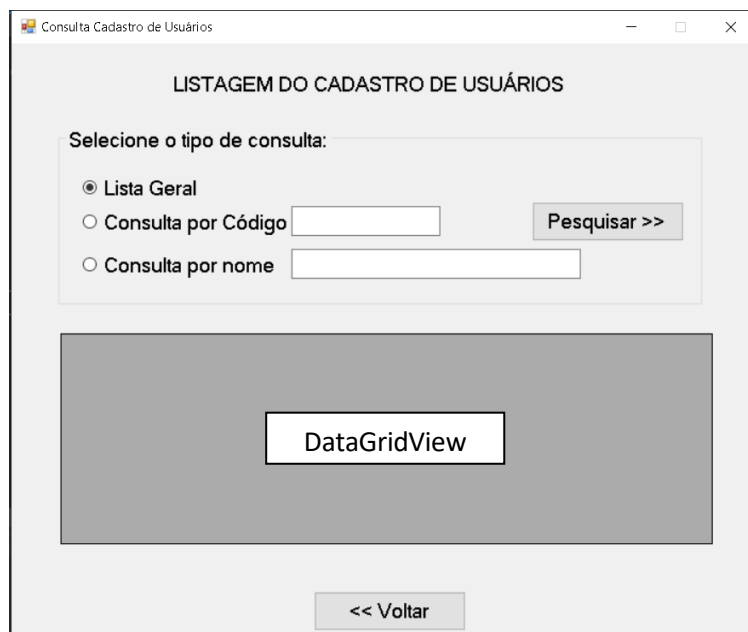 Consulta Cadastro de Usuários
LISTAGEM DO CADASTRO DE USUÁRIOS
Selecione o tipo de consulta:
Lista Geral
Consulta por Código
Pesquisar >>
Consulta por nome
DataGridView
<< Voltar